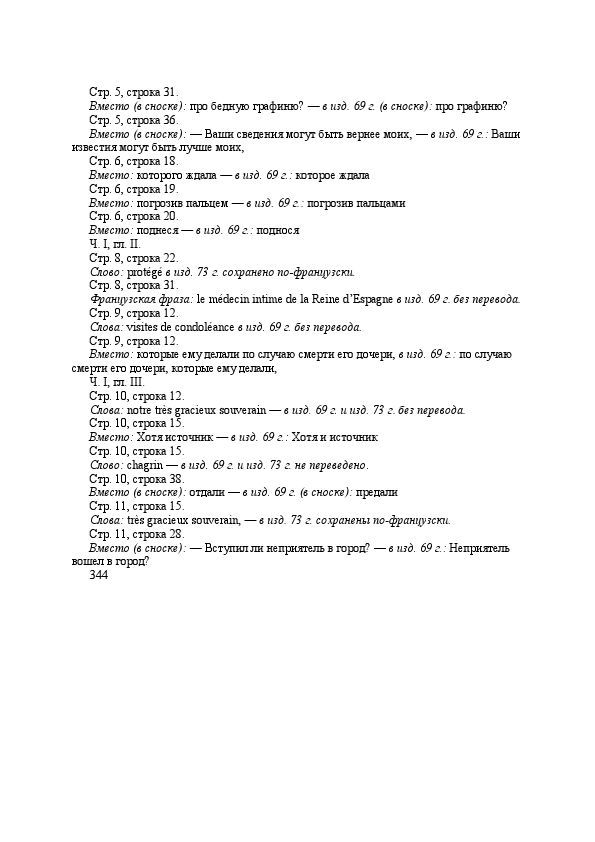 Стр. 5, строка 31.
Вместо (в сноске): про бедную графиню? — в изд. 69 г. (в сноске): про графиню?
Стр. 5, строка 36.
Вместо (в сноске): — Ваши сведения могут быть вернее моих, — в изд. 69 г.: Ваши
известия могут быть лучше моих,
Стр. 6, строка 18.
Вместо: которого ждала — в изд. 69 г.: которое ждала
Стр. 6, строка 19.
Вместо: погрозив пальцем — в изд. 69 г.: погрозив пальцами
Стр. 6, строка 20.
Вместо: поднеся — в изд. 69 г.: поднося
Ч. I, гл. II.
Стр. 8, строка 22.
Слово: protégé в изд. 73 г. сохранено по-французски.
Стр. 8, строка 31.
Французская фраза: le médecin intime de la Reine d’Espagne в изд. 69 г. без перевода.
Стр. 9, строка 12.
Слова: visites de condoléance в изд. 69 г. без перевода.
Стр. 9, строка 12.
Вместо: которые ему делали по случаю смерти его дочери, в изд. 69 г.: по случаю
смерти его дочери, которые ему делали,
Ч. I, гл. III.
Стр. 10, строка 12.
Слова: notre très gracieux souverain — в изд. 69 г. и изд. 73 г. без перевода.
Стр. 10, строка 15.
Вместо: Хотя источник — в изд. 69 г.: Хотя и источник
Стр. 10, строка 15.
Слово: chagrin — в изд. 69 г. и изд. 73 г. не переведено.
Стр. 10, строка 38.
Вместо (в сноске): отдали — в изд. 69 г. (в сноске): предали
Стр. 11, строка 15.
Слова: très gracieux souverain, — в изд. 73 г. сохранены по-французски.
Стр. 11, строка 28.
Вместо (в сноске): — Вступил ли неприятель в город? — в изд. 69 г.: Неприятель
вошел в город?
344